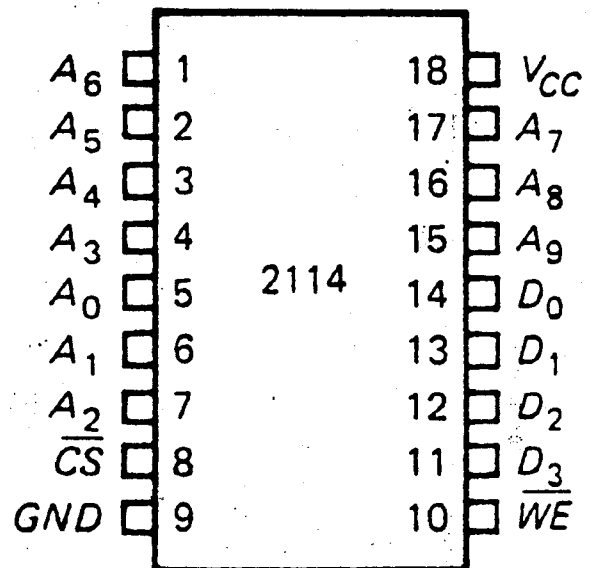 A6 1 18 VCC
A5 2 17 A7
A4 3 16 A8
A3 4 15 A9
2114
A0 5 14 D0
A1 6 13 D1
A2 7 12 D2
CS 8 11 D3
GND 9 10 WE